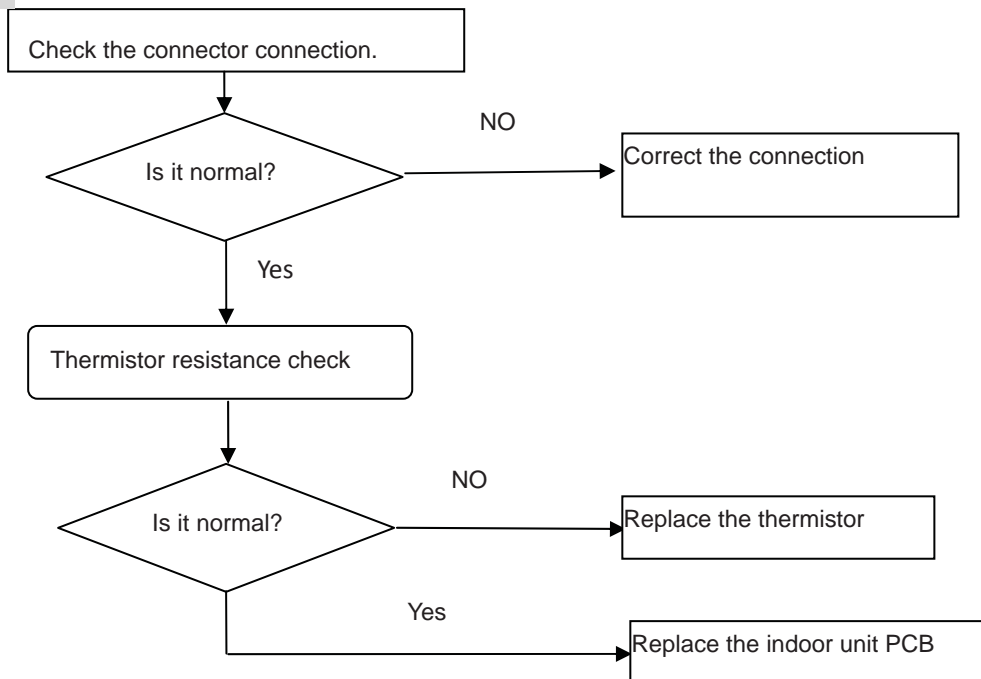 Check the connector connection.
NO
Is it normal?
Correct the connection
Yes
Thermistor resistance check
NO
Is it normal?
Replace the thermistor
Yes
Replace the indoor unit PCB